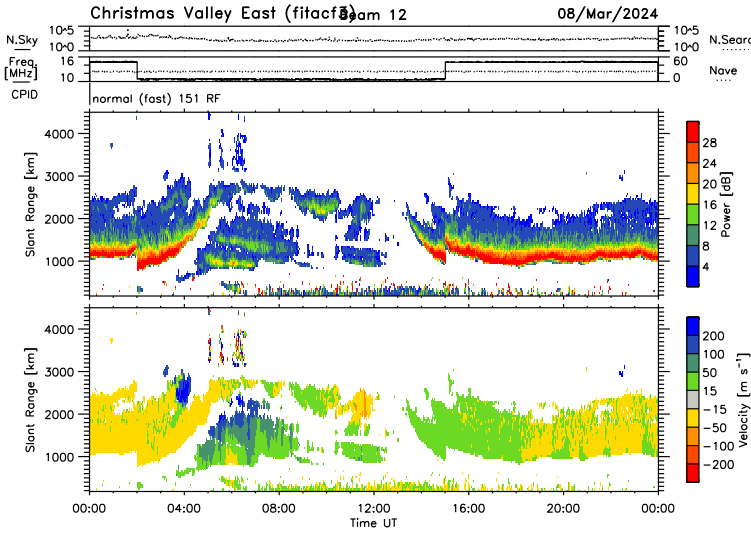 Christmas Valley East (fitacf3) Beam 12 08/Mar/2024
N.Sky 10^5 10^0 10^5 10^0 N.Sear
Freq. [MHz] 16 10 60 0 Nave
CPID normal (fast) 151 RF
Slant Range [km] 4000 3000 2000 1000
Power [dB] 28 24 20 16 12 8 4
Slant Range [km] 4000 3000 2000 1000
Velocity [m s⁻¹] 200 100 50 15 -15 -50 -100 -200
00:00 04:00 08:00 12:00 16:00 20:00 00:00
Time UT